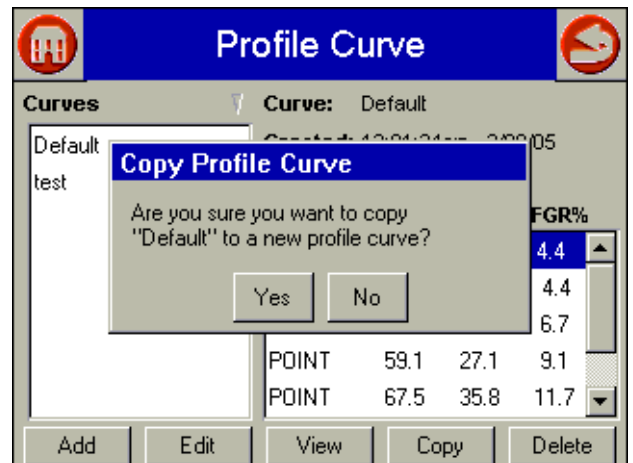 Profile Curve
Curves
Curve: Default
Default
test
Copy Profile Curve
Are you sure you want to copy
"Default" to a new profile curve?
Yes No
FGR%
4.4
4.4
6.7
POINT 59.1 27.1 9.1
POINT 67.5 35.8 11.7
Add Edit View Copy Delete